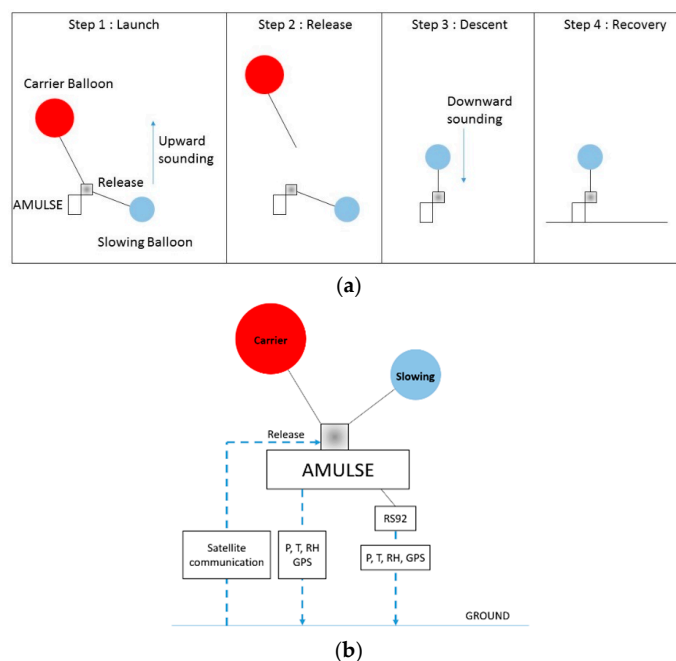 Step 1 : Launch
Carrier Balloon
Upward
sounding
Release
AMULSE
Slowing Balloon
Step 2 : Release
Step 3 : Descent
Downward
sounding
Step 4 : Recovery
(a)
Carrier
Slowing
Release
AMULSE
RS92
Satellite
communication
P, T, RH
GPS
P, T, RH, GPS
GROUND
(b)